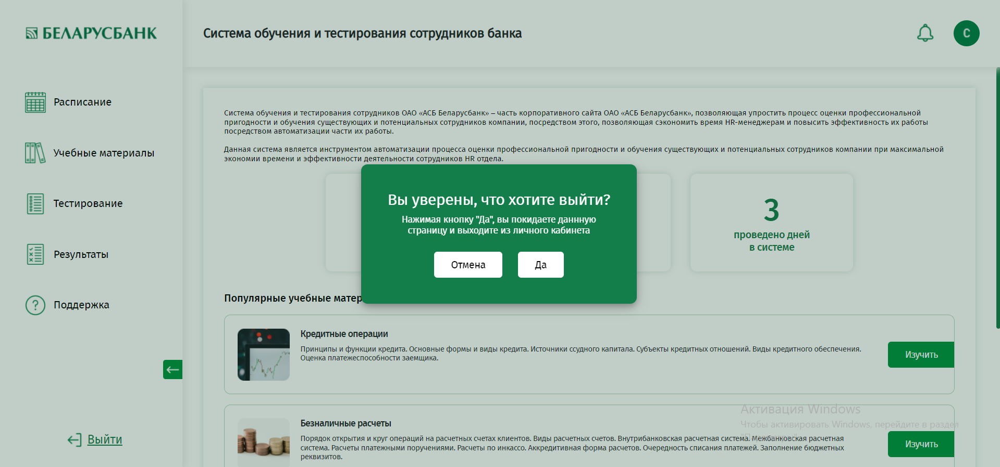 БЕЛАРУСБАНК
Система обучения и тестирования сотрудников банка
С
Расписание
Учебные материалы
Тестирование
Результаты
Поддержка
Выйти
Система обучения и тестирования сотрудников ОАО «АСБ Беларусбанк» – часть корпоративного сайта ОАО «АСБ Беларусбанк», позволяющая упростить процесс оценки профессиональной
пригодности и обучения существующих и потенциальных сотрудников компании, посредством этого, позволяющая сэкономить время HR-менеджерам и повысить эффективность их работы
посредством автоматизации части их работы.
Данная система является инструментом автоматизации процесса оценки профессиональной пригодности и обучения существующих и потенциальных сотрудников компании при максимальной
экономии времени и эффективности деятельности сотрудников HR отдела.
Вы уверены, что хотите выйти?
Нажимая кнопку "Да", вы покидаете даннную
страницу и выходите из личного кабинета
Отмена
Да
3
проведено дней
в системе
Популярные учебные матер
Кредитные операции
Принципы и функции кредита. Основные формы и виды кредита. Источники ссудного капитала. Субъекты кредитных отношений. Виды кредитного обеспечения.
Оценка платежеспособности заемщика.
Изучить
Безналичные расчеты
Порядок открытия и круг операций на расчетных счетах клиентов. Виды расчетных счетов. Внутрибанковская расчетная система. Межбанковская расчетная
система. Расчеты платежными поручениями. Расчеты по инкассо. Аккредитивная форма расчетов. Очередность списания платежей. Заполнение бюджетных
реквизитов.
Изучить
Активация Windows
Чтобы активировать Windows, перейдите в раздел
"Параметры".